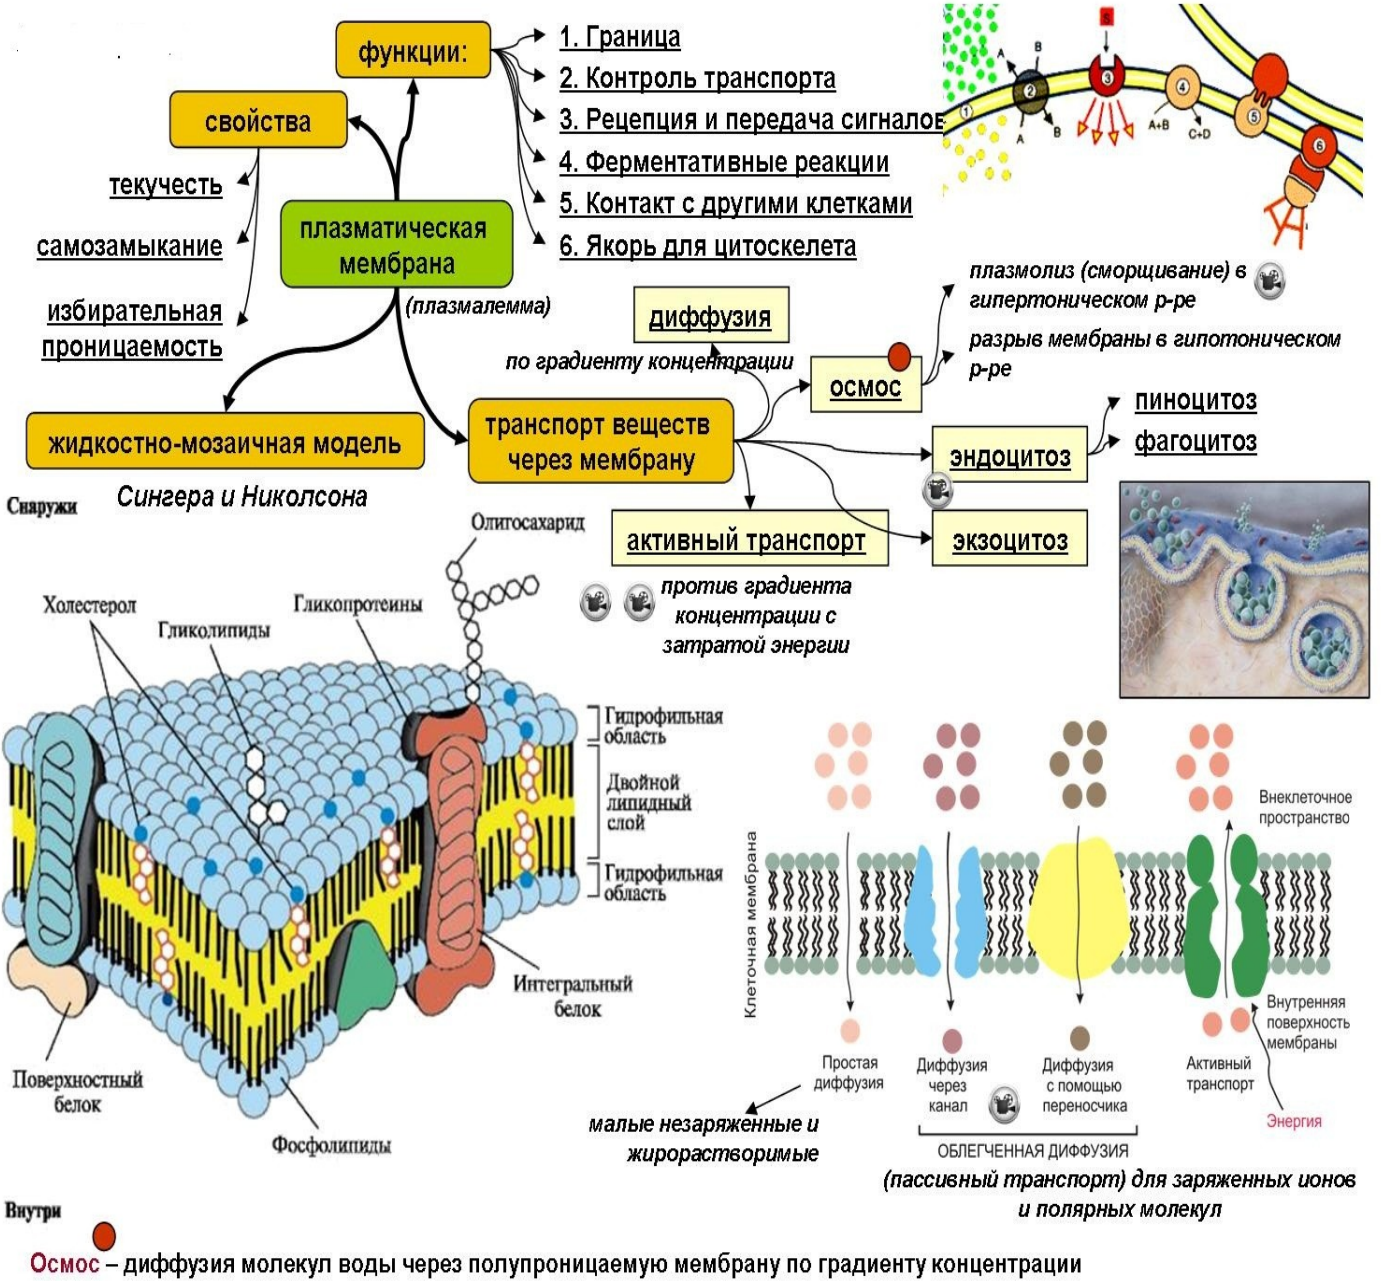 функции:
1. Граница
2. Контроль транспорта
3. Рецепция и передача сигналов
4. Ферментативные реакции
5. Контакт с другими клетками
6. Якорь для цитоскелета
свойства
текучесть
самозамыкание
избирательная
проницаемость
плазматическая
мембрана
(плазмалемма)
1
2
3
4
5
6
S
A
B
A
B
A+B
C+D
диффузия
по градиенту концентрации
осмос
плазмолиз (сморщивание) в
гипертоническом р-ре
разрыв мембраны в гипотоническом
р-ре
жидкостно-мозаичная модель
Сингера и Николсона
транспорт веществ
через мембрану
эндоцитоз
пиноцитоз
фагоцитоз
активный транспорт
экзоцитоз
против градиента
концентрации с
затратой энергии
Снаружи
Олигосахарид
Холестерол
Гликолипиды
Гликопротеины
Гидрофильная
область
Двойной
липидный
слой
Гидрофильная
область
Интегральный
белок
Поверхностный
белок
Фосфолипиды
Внутри
Клеточная мембрана
Внеклеточное
пространство
Внутренняя
поверхность
мембраны
Простая
диффузия
Диффузия
через
канал
Диффузия
с помощью
переносчика
Активный
транспорт
Энергия
малые незаряженные и
жирорастворимые
ОБЛЕГЧЕННАЯ ДИФФУЗИЯ
(пассивный транспорт) для заряженных ионов
и полярных молекул
Осмос – диффузия молекул воды через полупроницаемую мембрану по градиенту концентрации